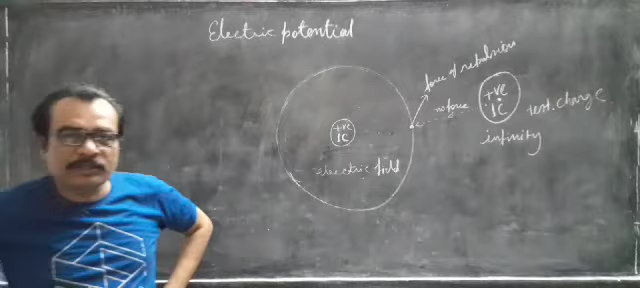 Electric potential
force of repulsion
no force
+ve
1C
test charge
infinity
+ve
1C
electric field